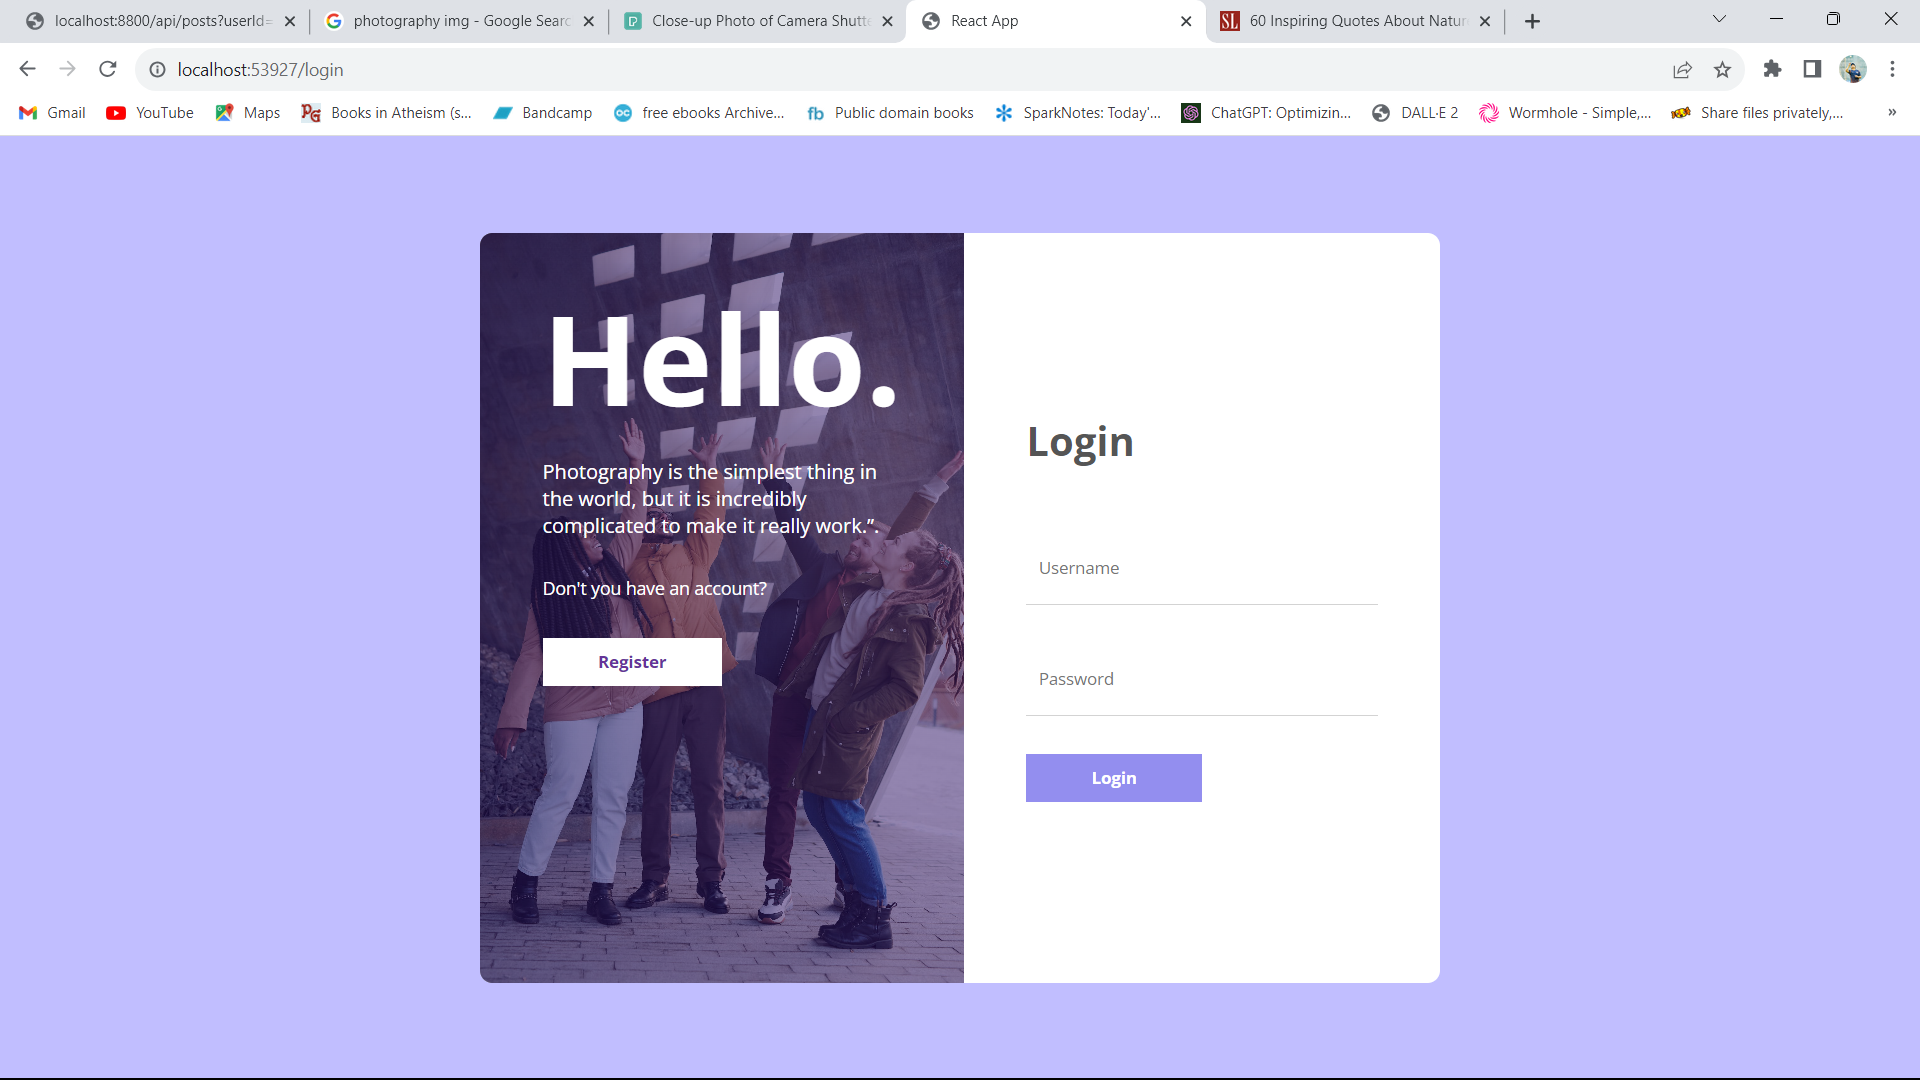 localhost:8800/api/posts?userId=
photography img - Google Searc
Close-up Photo of Camera Shutte
React App
60 Inspiring Quotes About Natur
localhost:53927/login
Gmail
YouTube
Maps
Books in Atheism (s...
Bandcamp
free ebooks Archive...
Public domain books
SparkNotes: Today'...
ChatGPT: Optimizin...
DALL·E 2
Wormhole - Simple,...
Share files privately,...
»
Hello.
Photography is the simplest thing in
the world, but it is incredibly
complicated to make it really work.”.
Don't you have an account?
Register
Login
Username
Password
Login